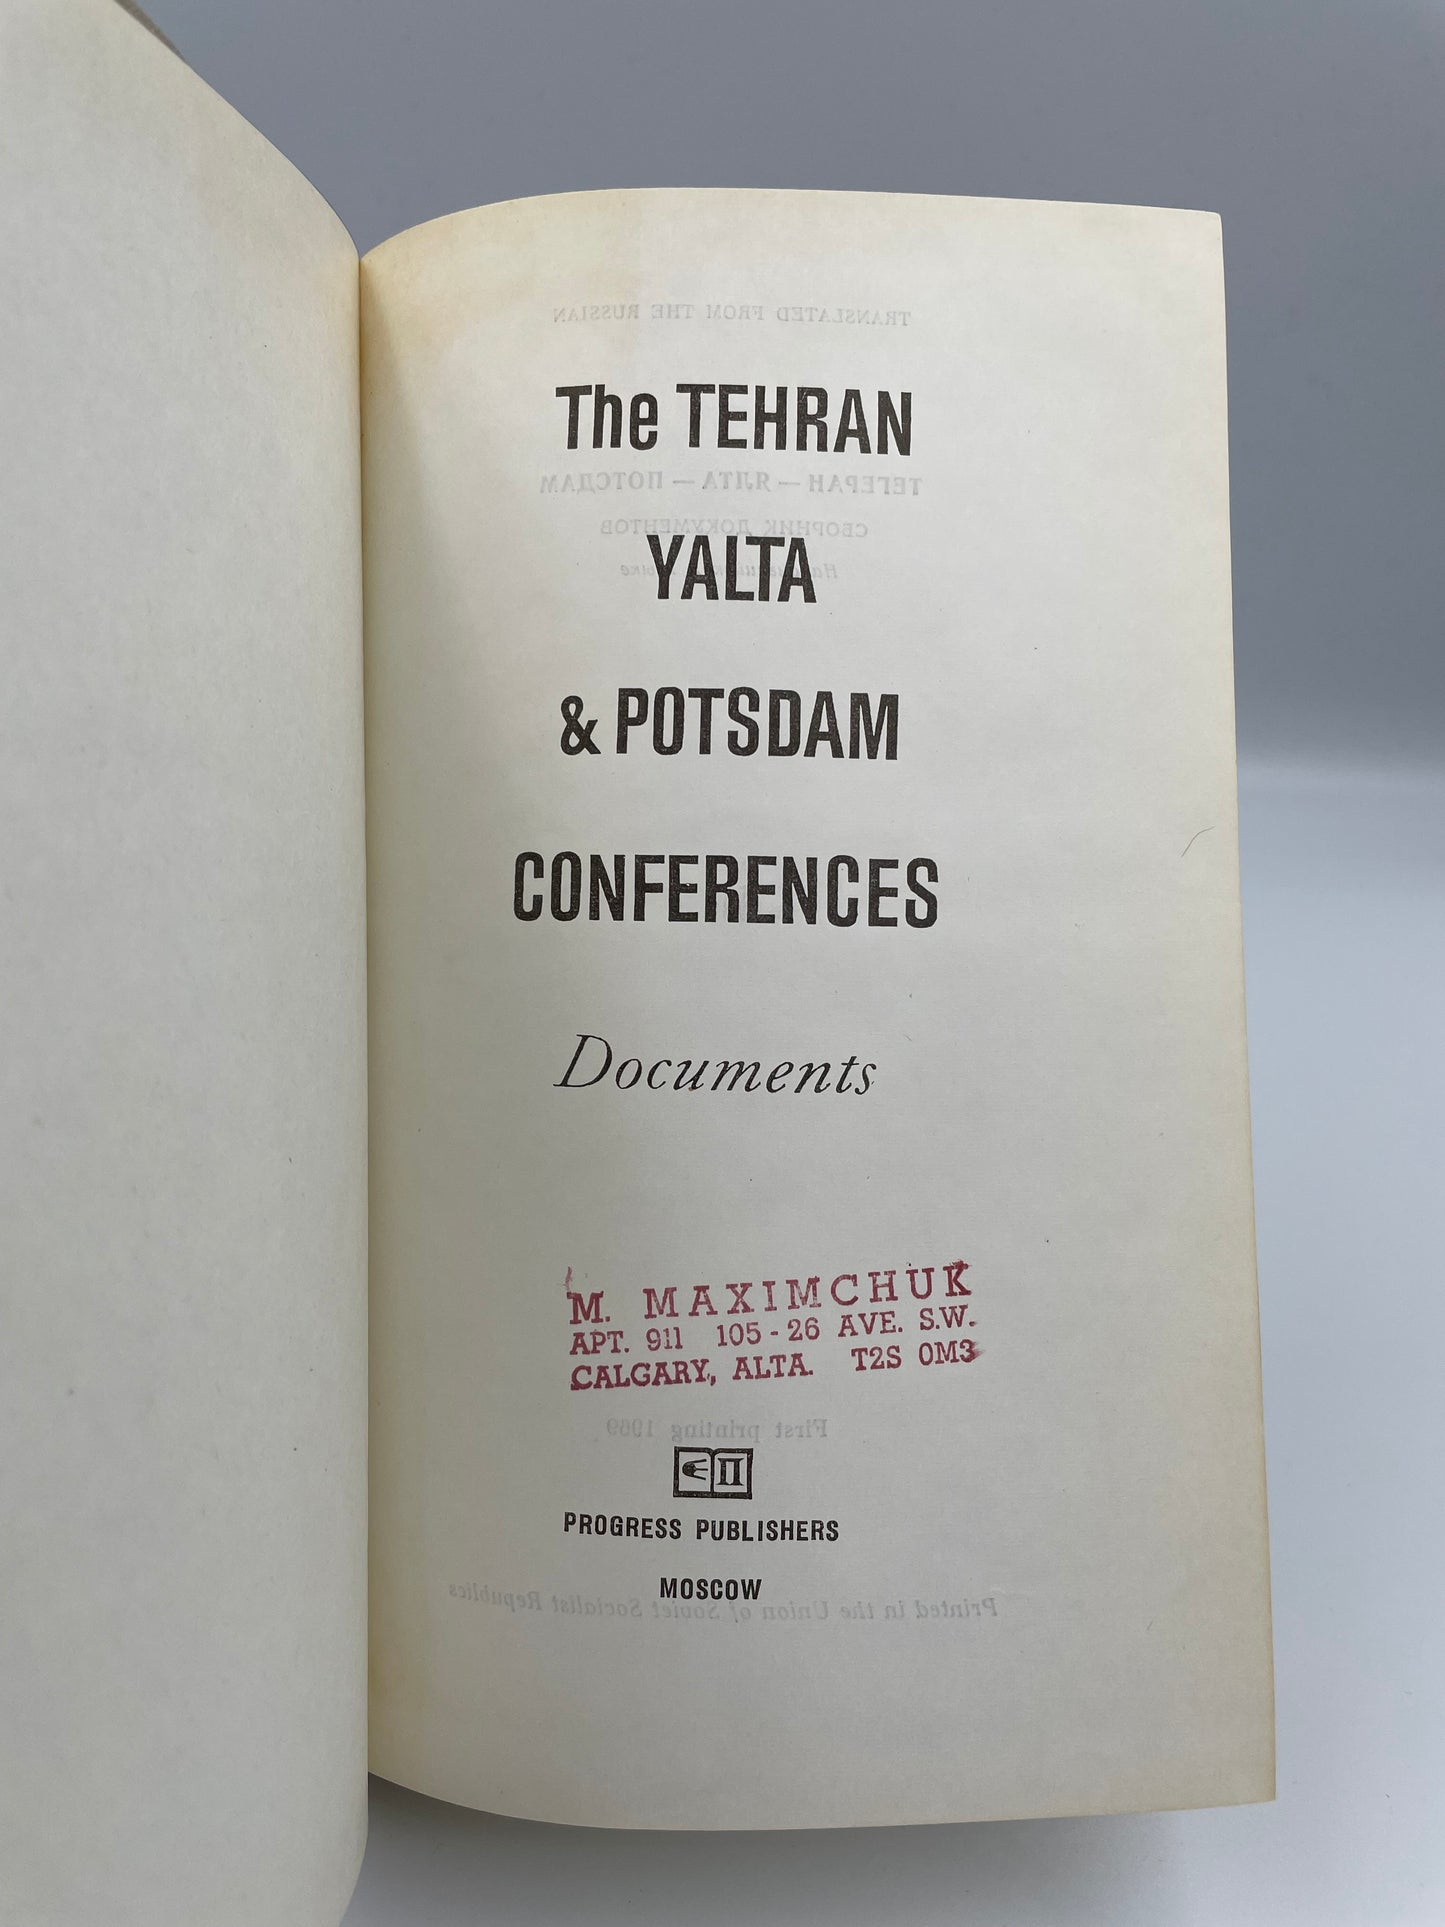 TRANSLATED FROM THE RUSSIAN
The TEHRAN
ТЕГЕРАН — ЯЛТА — ПОТСДАМ
СБОРНИК ДОКУМЕНТОВ
YALTA
& POTSDAM
CONFERENCES
Documents
M. MAXIMCHUK
APT. 911 105-26 AVE. S.W.
CALGARY, ALTA. T2S 0M3
First printing 1969
П
PROGRESS PUBLISHERS
MOSCOW
Printed in the Union of Soviet Socialist Republics